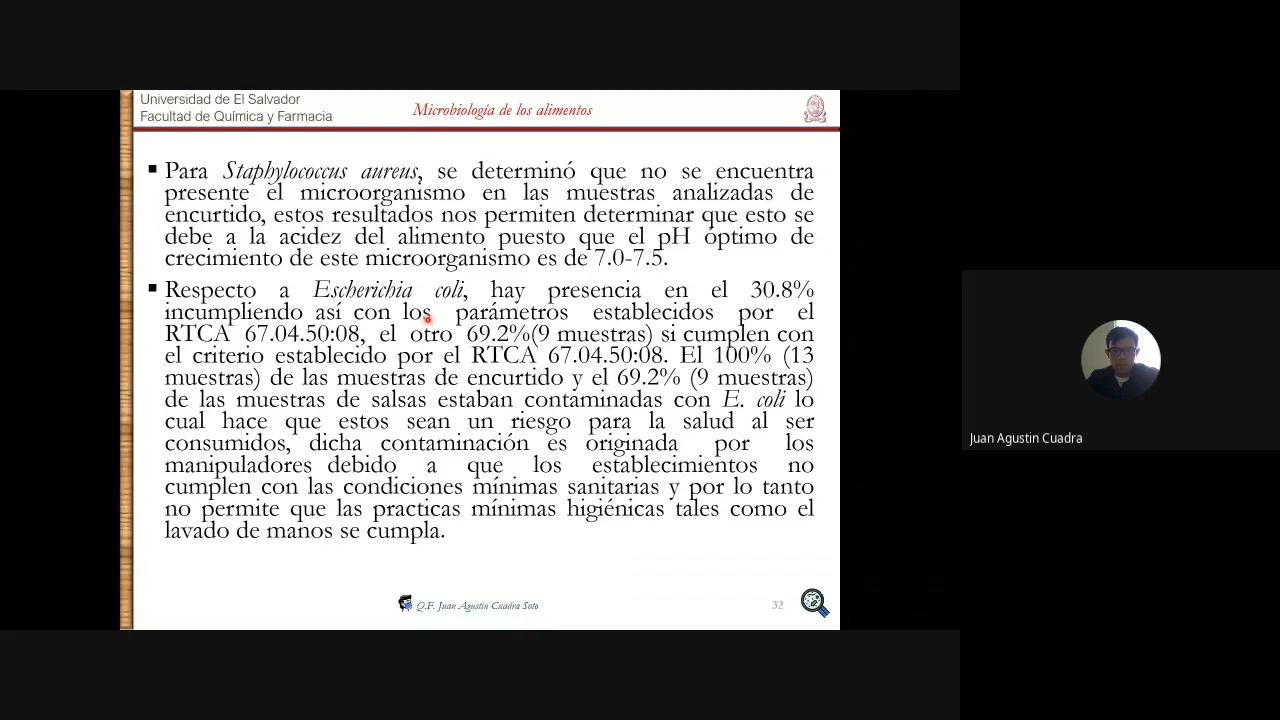 Universidad de El Salvador
Facultad de Química y Farmacia
Microbiología de los alimentos
▪ Para Staphylococcus aureus, se determinó que no se encuentra
presente el microorganismo en las muestras analizadas de
encurtido, estos resultados nos permiten determinar que esto se
debe a la acidez del alimento puesto que el pH óptimo de
crecimiento de este microorganismo es de 7.0-7.5.
▪ Respecto a Escherichia coli, hay presencia en el 30.8%
incumpliendo así con los parámetros establecidos por el
RTCA 67.04.50:08, el otro 69.2%(9 muestras) si cumplen con
el criterio establecido por el RTCA 67.04.50:08. El 100% (13
muestras) de las muestras de encurtido y el 69.2% (9 muestras)
de las muestras de salsas estaban contaminadas con E. coli lo
cual hace que estos sean un riesgo para la salud al ser
consumidos, dicha contaminación es originada por los
manipuladores debido a que los establecimientos no
cumplen con las condiciones mínimas sanitarias y por lo tanto
no permite que las practicas mínimas higiénicas tales como el
lavado de manos se cumpla.
Q.F. Juan Agustín Cuadra Soto
32
Juan Agustin Cuadra